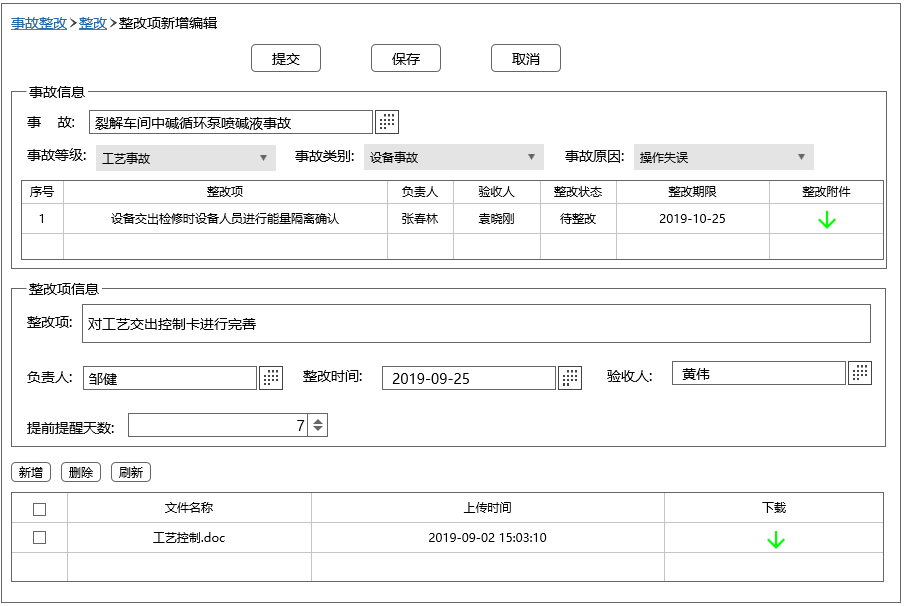 事故整改>整改>整改项新增编辑
提交 保存 取消
事故信息
事 故: 裂解车间中碱循环泵喷碱液事故
事故等级: 工艺事故 事故类别: 设备事故 事故原因: 操作失误
序号 整改项 负责人 验收人 整改状态 整改期限 整改附件
1 设备交出检修时设备人员进行能量隔离确认 张春林 袁晓刚 待整改 2019-10-25
整改项信息
整改项: 对工艺交出控制卡进行完善
负责人: 邹健 整改时间: 2019-09-25 验收人: 黄伟
提前提醒天数: 7
新增 删除 刷新
文件名称 上传时间 下载
工艺控制.doc 2019-09-02 15:03:10